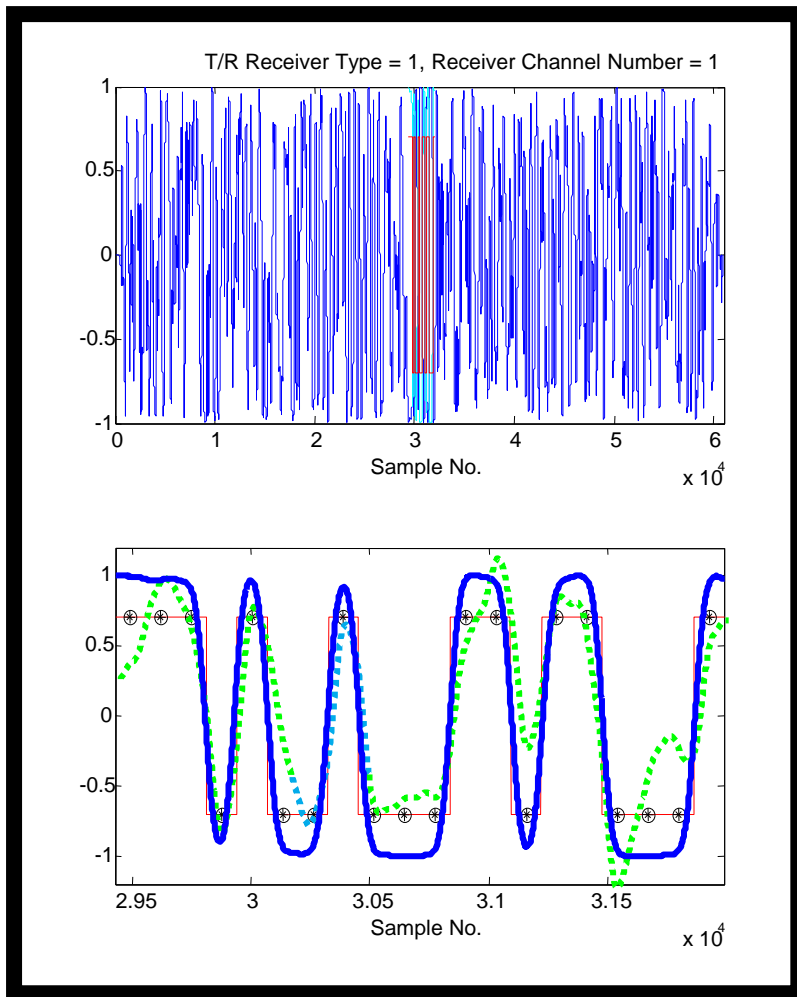 T/R Receiver Type = 1, Receiver Channel Number = 1
1
0.5
0
-0.5
-1
0 1 2 3 4 5 6
Sample No.
x 10^4
1
0.5
0
-0.5
-1
2.95 3 3.05 3.1 3.15
Sample No.
x 10^4